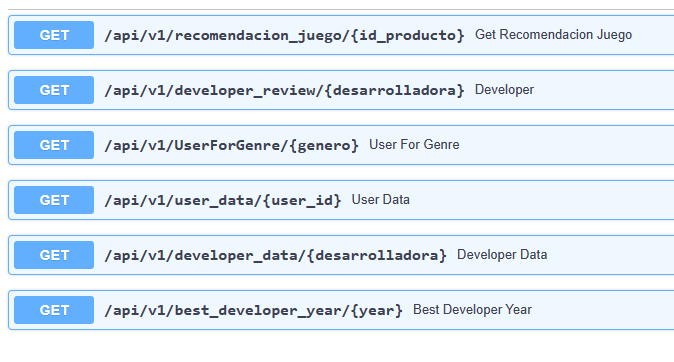 GET /api/v1/recomendacion_juego/{id_producto} Get Recomendacion Juego
GET /api/v1/developer_review/{desarrolladora} Developer
GET /api/v1/UserForGenre/{genero} User For Genre
GET /api/v1/user_data/{user_id} User Data
GET /api/v1/developer_data/{desarrolladora} Developer Data
GET /api/v1/best_developer_year/{year} Best Developer Year